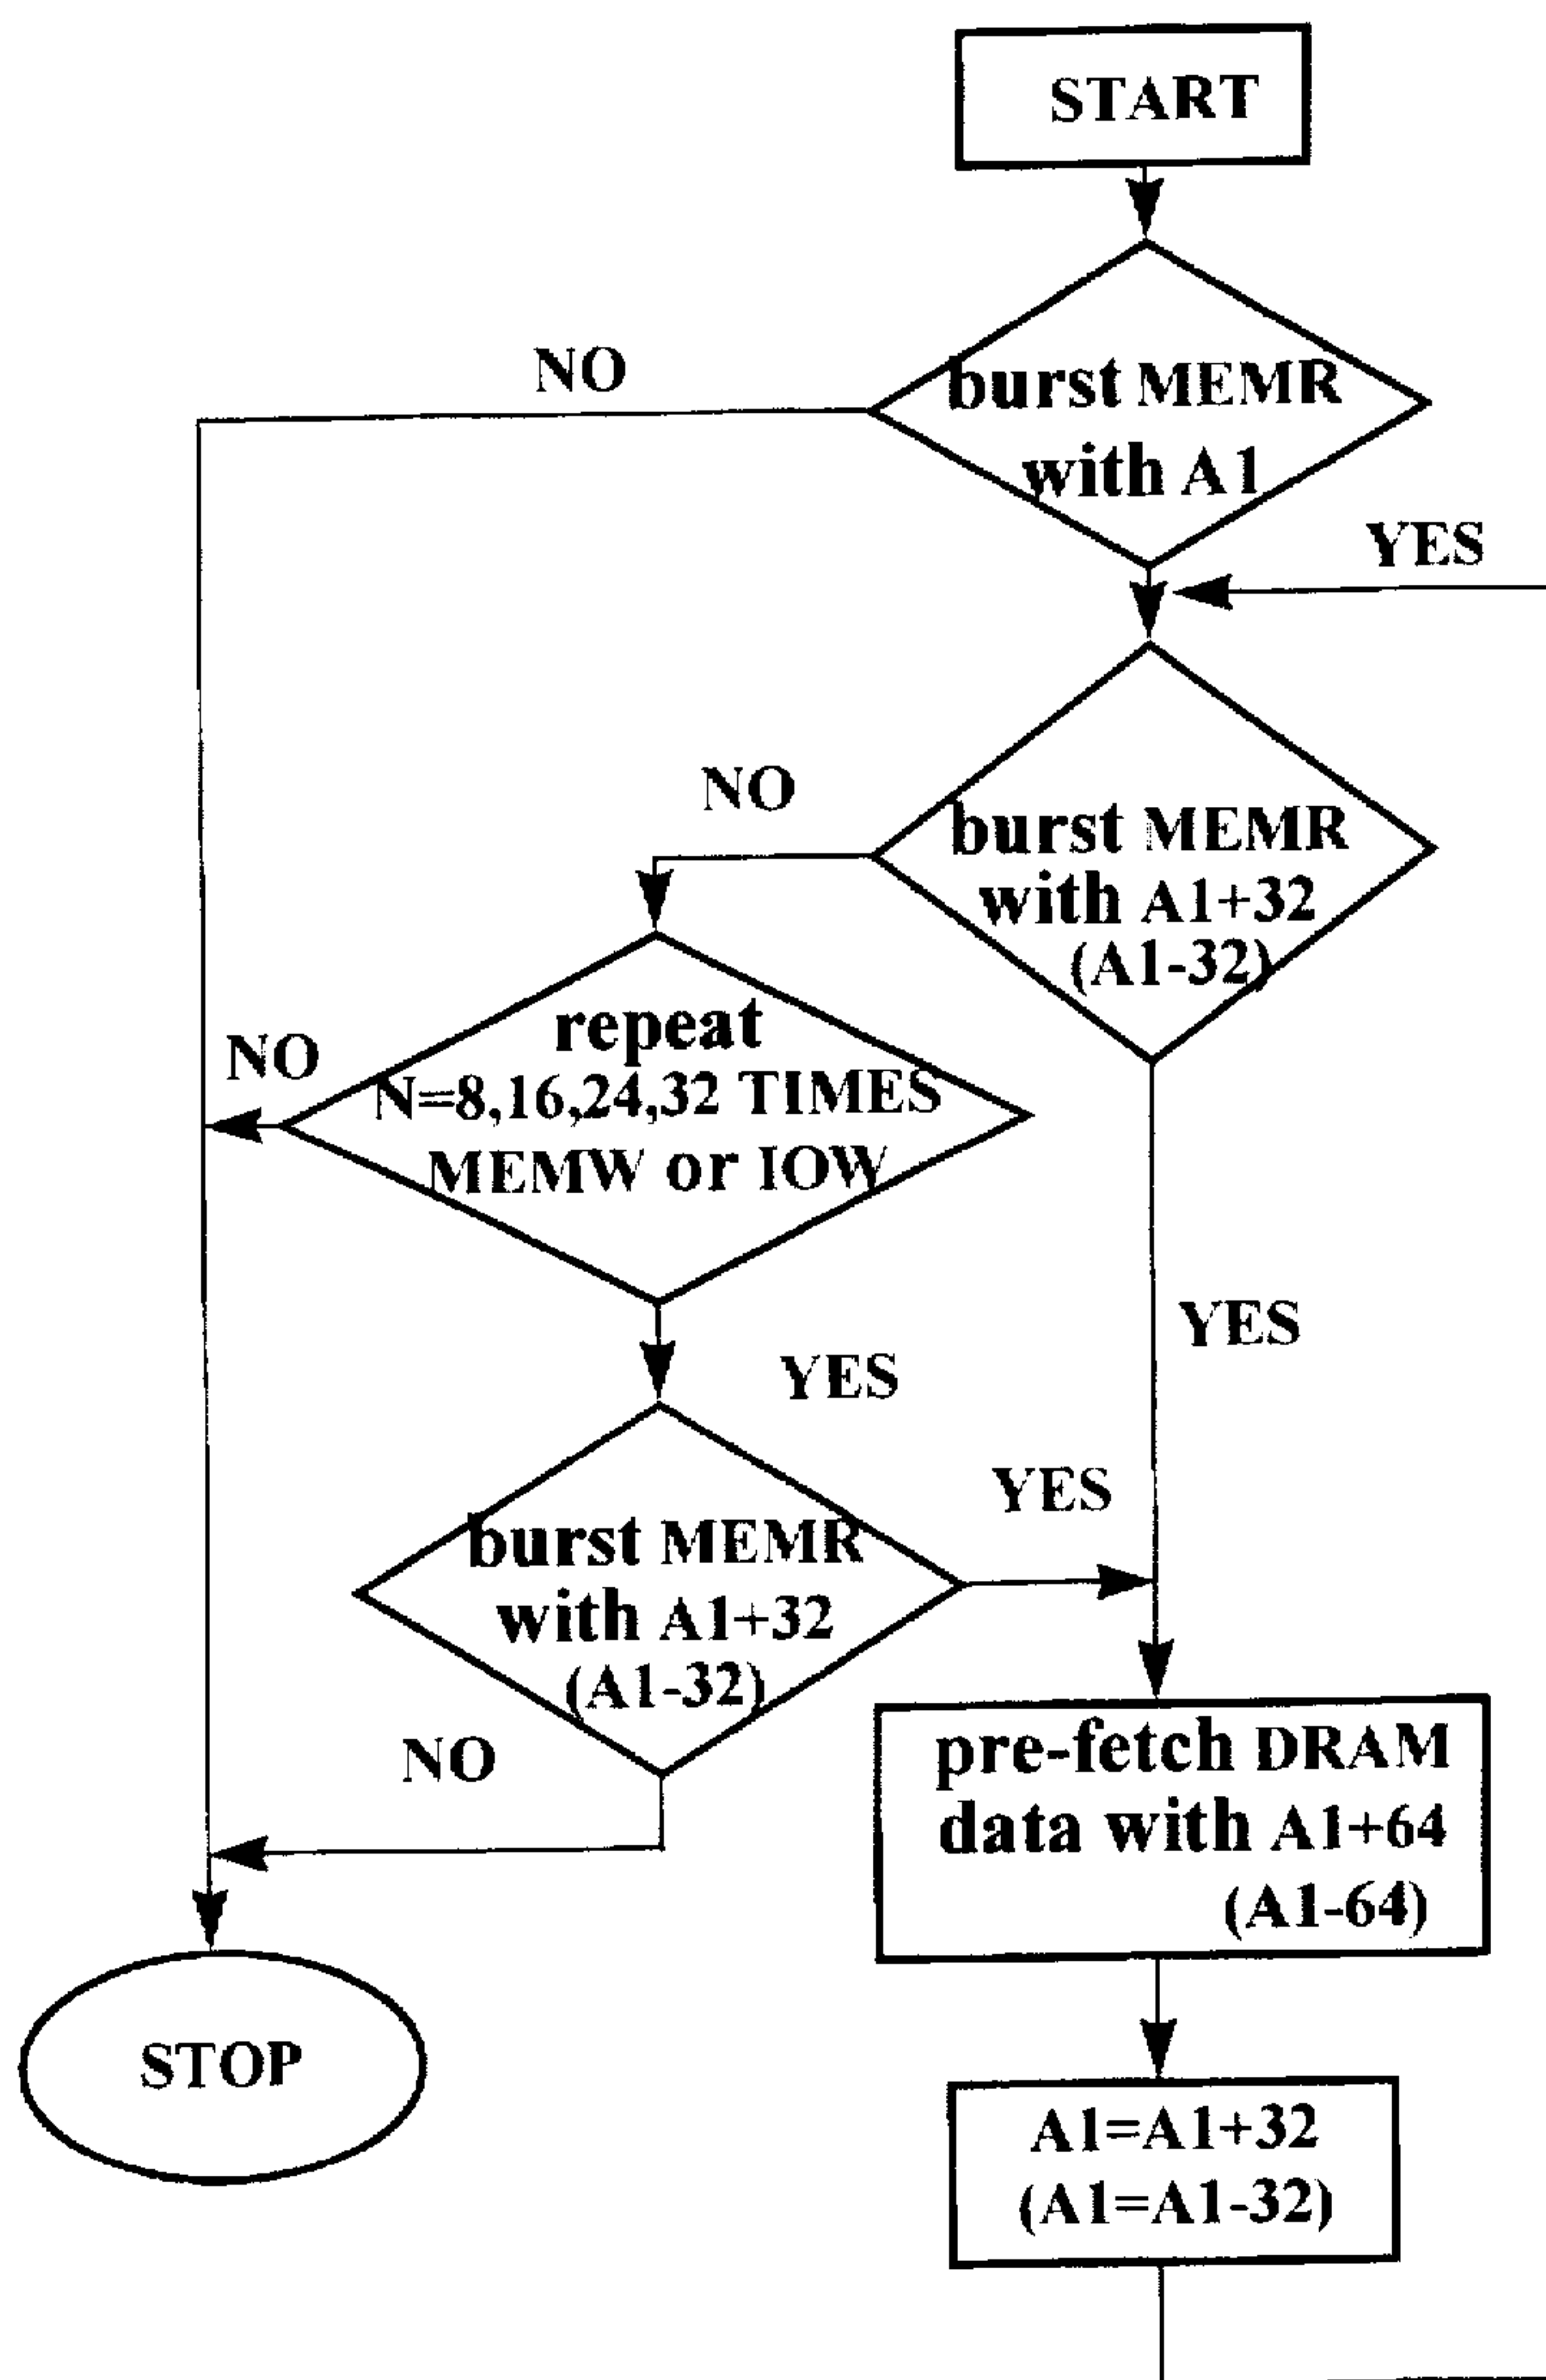 START
NO
burst MEMR
with A1
YES
NO
burst MEMR
with A1+32
(A1-32)
NO
repeat
N=8,16,24,32 TIMES
MEMW or IOW
YES
YES
YES
burst MEMR
with A1+32
(A1-32)
NO
pre-fetch DRAM
data with A1+64
(A1-64)
STOP
A1=A1+32
(A1=A1-32)